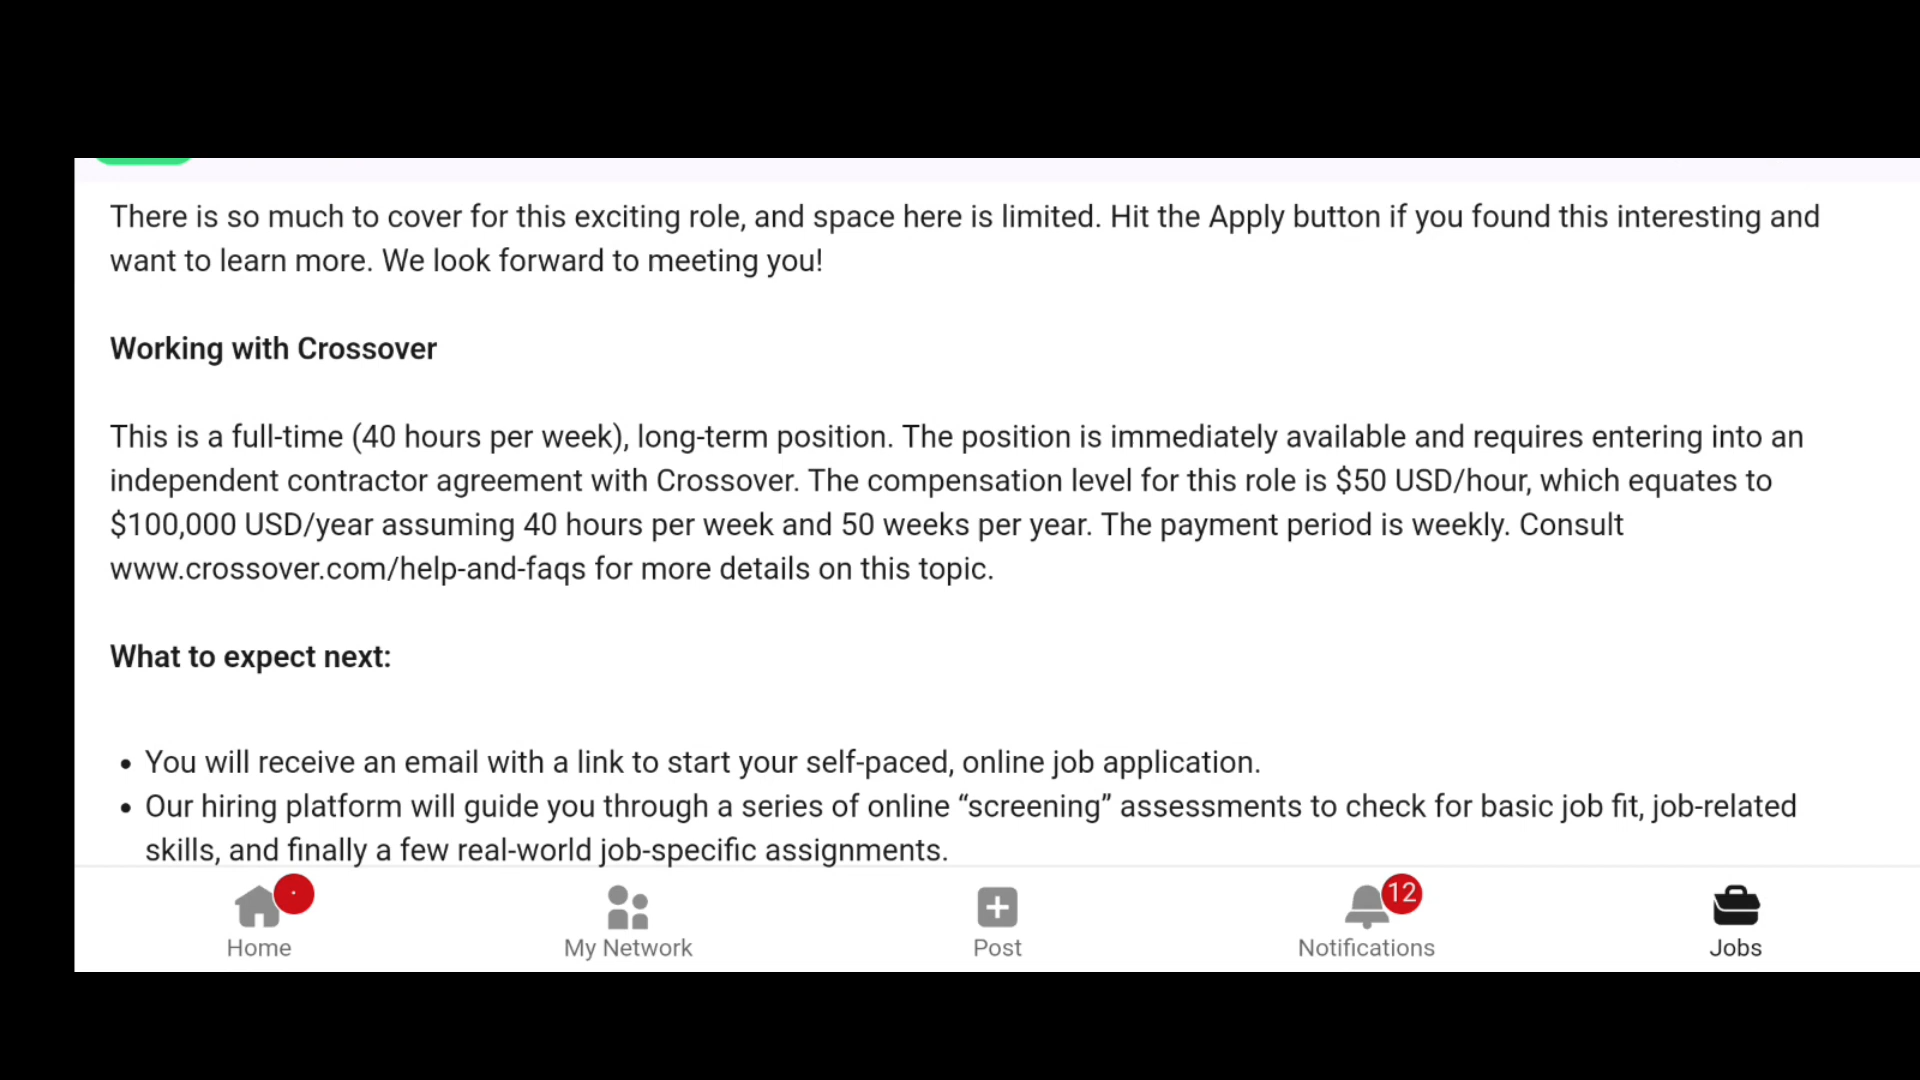 There is so much to cover for this exciting role, and space here is limited. Hit the Apply button if you found this interesting and
want to learn more. We look forward to meeting you!
Working with Crossover
This is a full-time (40 hours per week), long-term position. The position is immediately available and requires entering into an
independent contractor agreement with Crossover. The compensation level for this role is $50 USD/hour, which equates to
$100,000 USD/year assuming 40 hours per week and 50 weeks per year. The payment period is weekly. Consult
www.crossover.com/help-and-faqs for more details on this topic.
What to expect next:
• You will receive an email with a link to start your self-paced, online job application.
• Our hiring platform will guide you through a series of online “screening” assessments to check for basic job fit, job-related
skills, and finally a few real-world job-specific assignments.
12
Home My Network Post Notifications Jobs